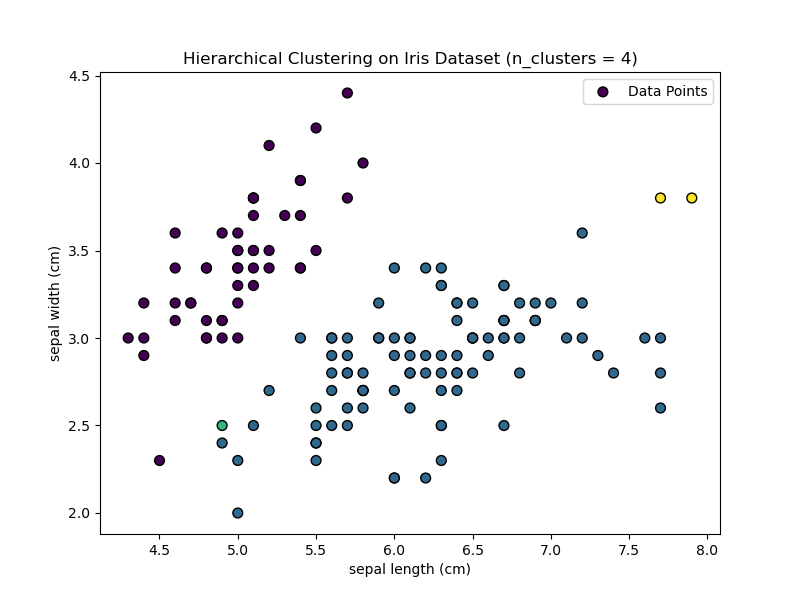 Hierarchical Clustering on Iris Dataset (n_clusters = 4)
Data Points
4.5
4.0
3.5
3.0
2.5
2.0
sepal width (cm)
4.5 5.0 5.5 6.0 6.5 7.0 7.5 8.0
sepal length (cm)